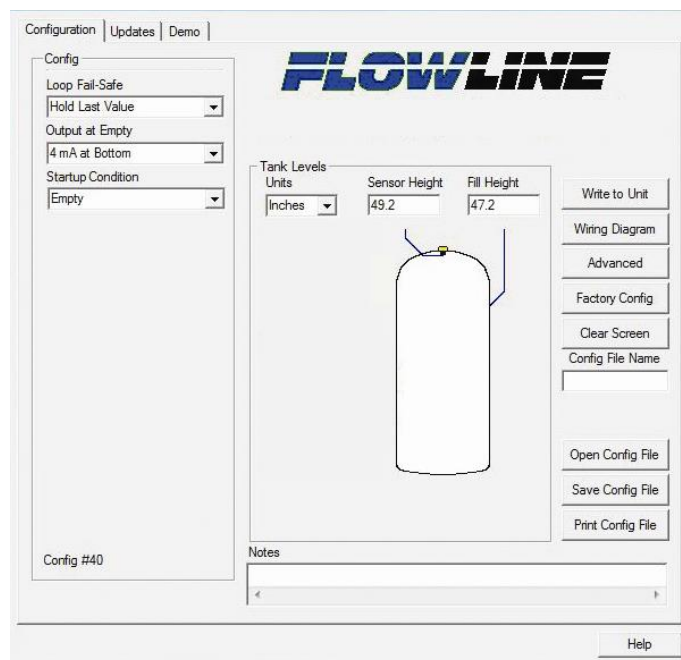 Configuration
Updates
Demo
Config
Loop Fail-Safe
Hold Last Value
Output at Empty
4 mA at Bottom
Startup Condition
Empty
Config #40
FLOWLINE
Tank Levels
Units
Sensor Height
Fill Height
Inches
49.2
47.2
Write to Unit
Wiring Diagram
Advanced
Factory Config
Clear Screen
Config File Name
Open Config File
Save Config File
Print Config File
Notes
Help